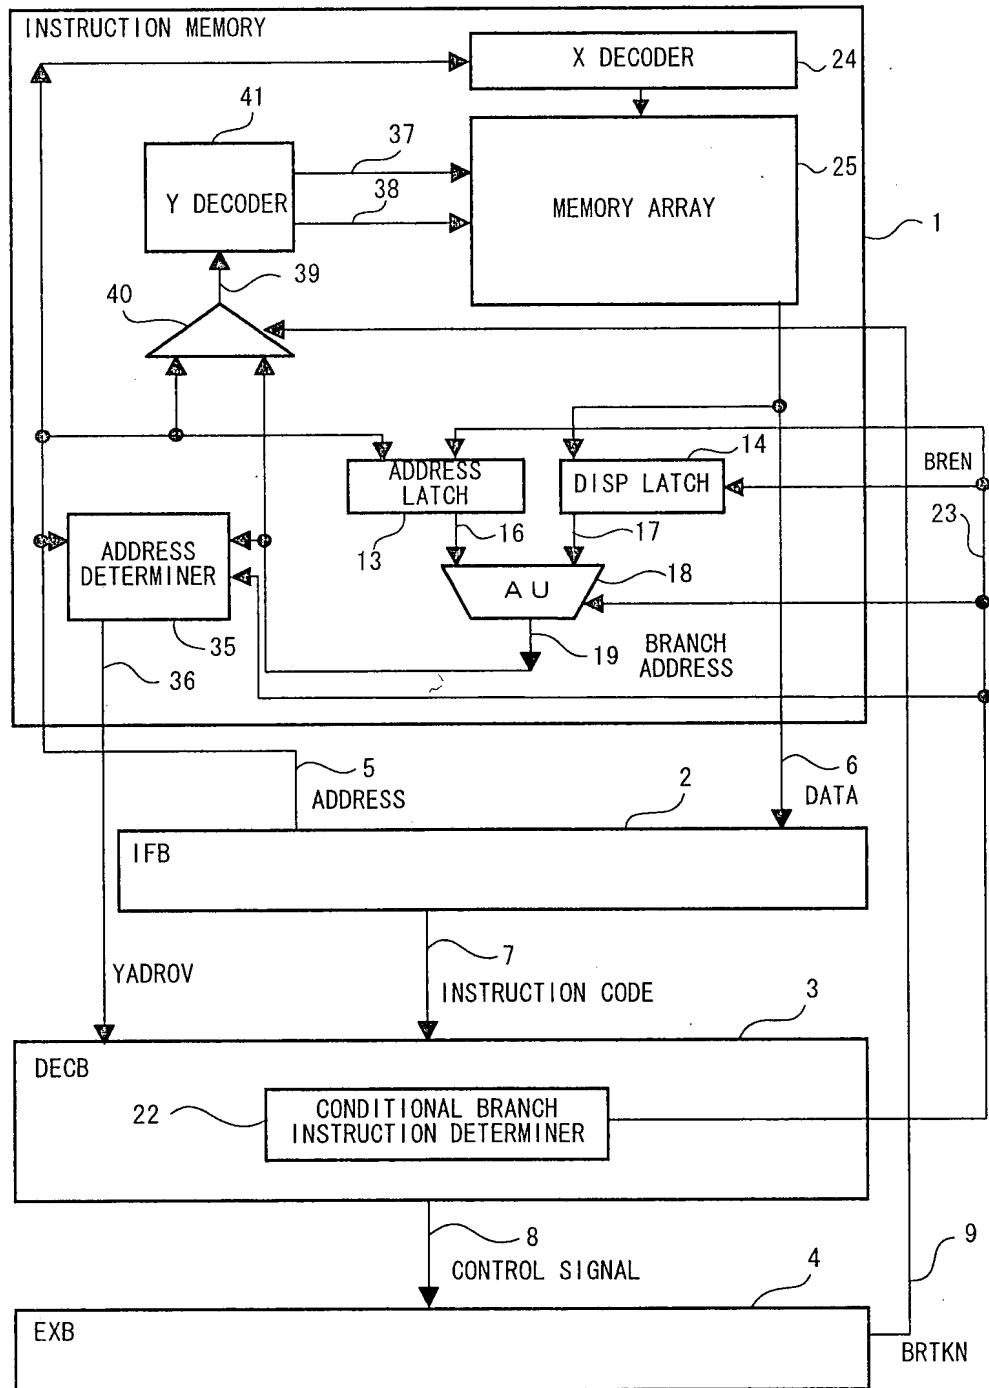 INSTRUCTION MEMORY
X DECODER
24
41
37
25
Y DECODER
38
MEMORY ARRAY
1
39
40
14
BREN
ADDRESS
LATCH
DISP LATCH
23
16
17
13
ADDRESS
DETERMINER
AU
18
35
19
BRANCH
ADDRESS
36
5
6
ADDRESS
2
DATA
IFB
7
YADROV
INSTRUCTION CODE
3
DECB
22
CONDITIONAL BRANCH
INSTRUCTION DETERMINER
8
9
CONTROL SIGNAL
4
EXB
BRTKN